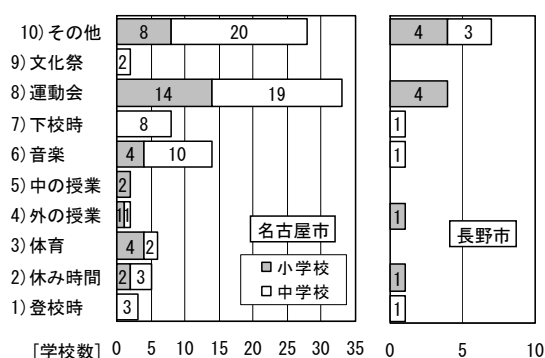 10)その他 8 20 4 3
9)文化祭 2
8)運動会 14 19 4
7)下校時 8 1
6)音楽 4 10 1
5)中の授業 2
4)外の授業 1 1 1
3)体育 4 2
2)休み時間 2 3 1
1)登校時 3 1
名古屋市
小学校
中学校
長野市
[学校数] 0 5 10 15 20 25 30 35 0 5 10